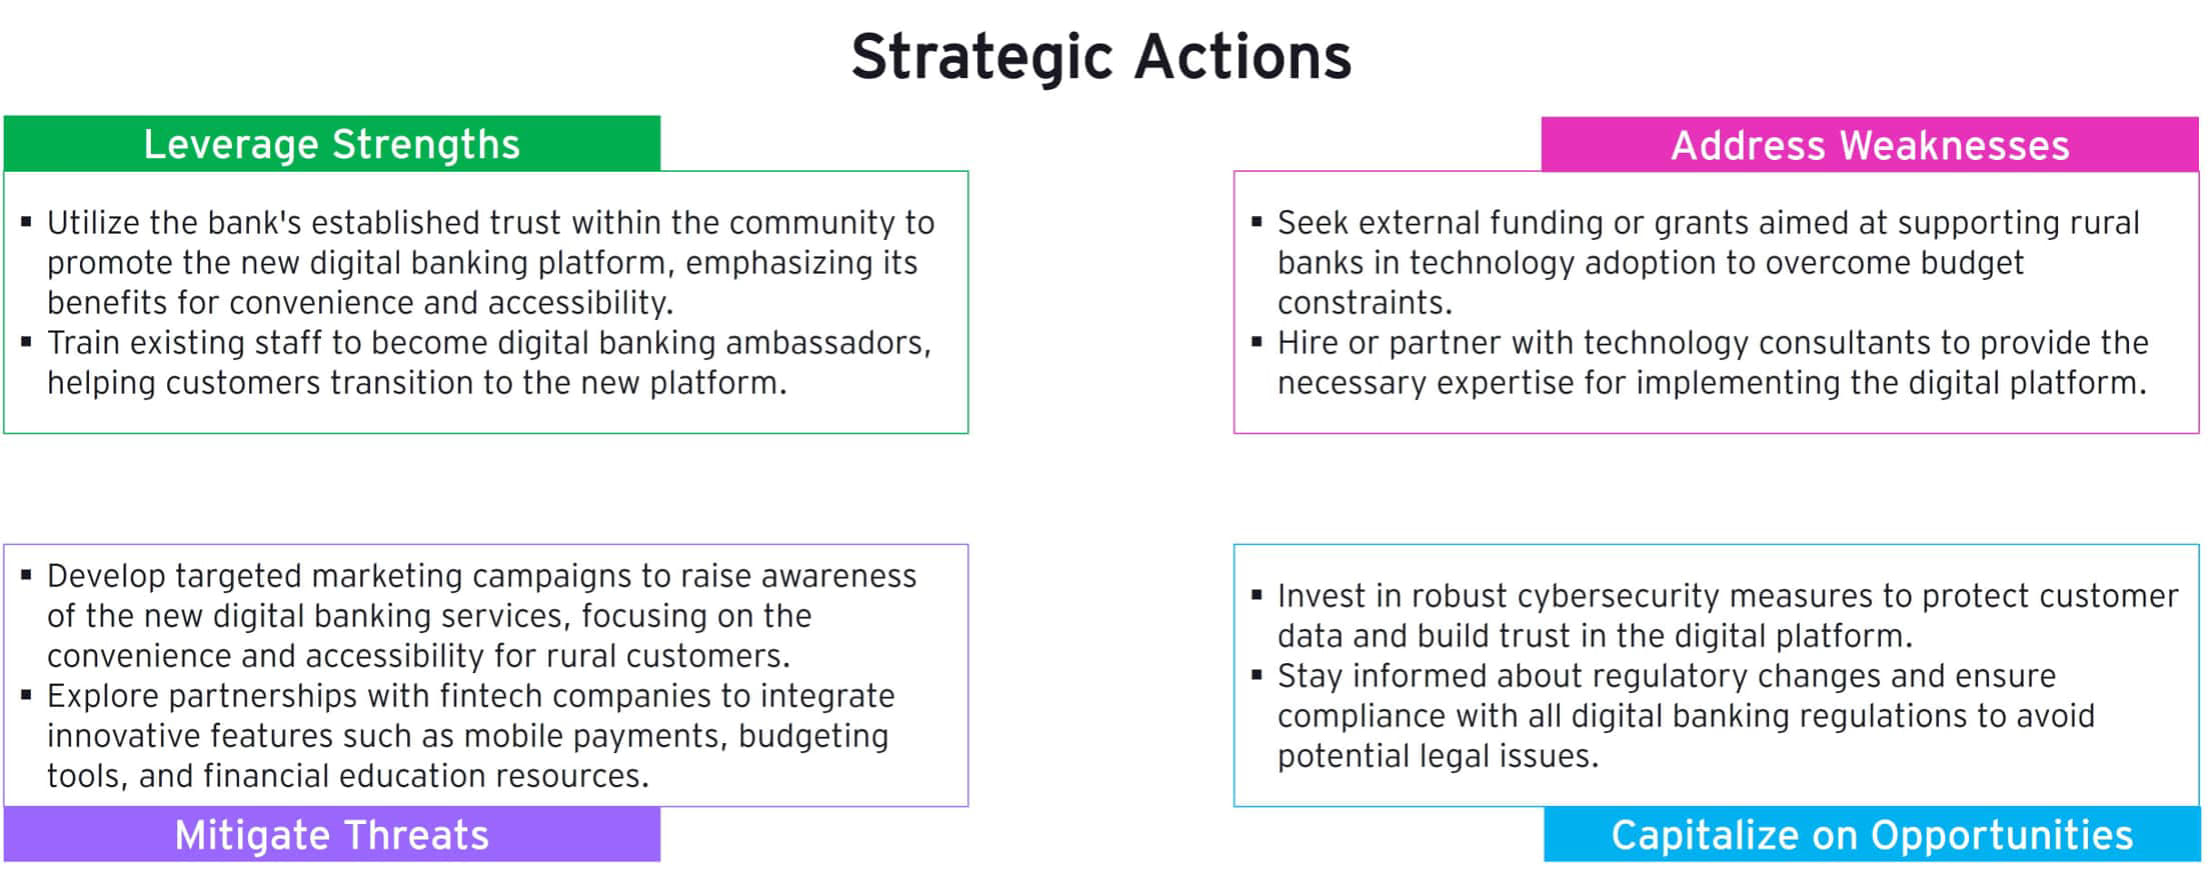 Strategic Actions
Leverage Strengths
▪ Utilize the bank's established trust within the community to
promote the new digital banking platform, emphasizing its
benefits for convenience and accessibility.
▪ Train existing staff to become digital banking ambassadors,
helping customers transition to the new platform.
Address Weaknesses
▪ Seek external funding or grants aimed at supporting rural
banks in technology adoption to overcome budget
constraints.
▪ Hire or partner with technology consultants to provide the
necessary expertise for implementing the digital platform.
▪ Develop targeted marketing campaigns to raise awareness
of the new digital banking services, focusing on the
convenience and accessibility for rural customers.
▪ Explore partnerships with fintech companies to integrate
innovative features such as mobile payments, budgeting
tools, and financial education resources.
Mitigate Threats
▪ Invest in robust cybersecurity measures to protect customer
data and build trust in the digital platform.
▪ Stay informed about regulatory changes and ensure
compliance with all digital banking regulations to avoid
potential legal issues.
Capitalize on Opportunities